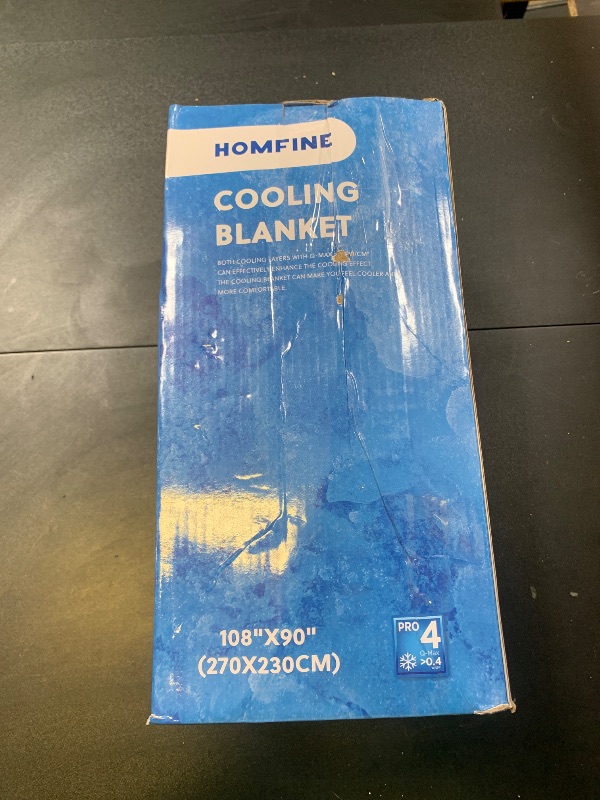 HOMFINE
COOLING
BLANKET
BOTH COOLING LAYERS WITH Q-MAX
CAN EFFECTIVELY ENHANCE THE COOLING EFFECT
THE COOLING BLANKET CAN MAKE YOU FEEL COOLER
MORE COMFORTABLE.
108"X90"
(270X230CM)
PRO 4
Q-Max
>0.4